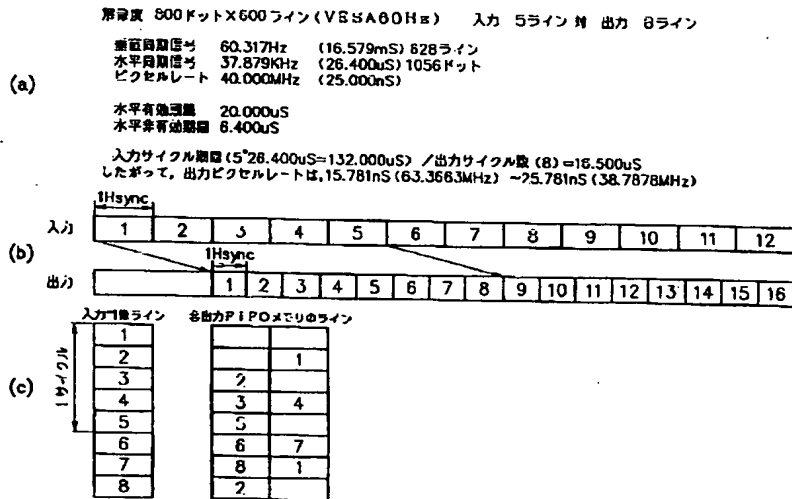 解像度 800ドット×600ライン(VESA60Hz) 入力 5ライン 対 出力 8ライン
垂直同期信号 60.317Hz (16.579mS) 628ライン
水平同期信号 37.879KHz (26.400uS) 1056ドット
ピクセルレート 40.000MHz (25.000nS)
(a)
水平有効期間 20.000uS
水平非有効期間 6.400uS
入力サイクル期間(5*26.400uS=132.000uS) /出力サイクル数(8)=16.500uS
したがって,出力ピクセルレートは,15.781nS(63.3663MHz) ~25.781nS(38.7878MHz)
1Hsync
入力 1 2 3 4 5 6 7 8 9 10 11 12
(b)
1Hsync
出力 1 2 3 4 5 6 7 8 9 10 11 12 13 14 15 16
入力画像ライン 各出力FiFOメモリのライン
(c)
1サイクル
1
2 1
3 2
4 3 4
5 5
6 6 7
7 8 1
8 2